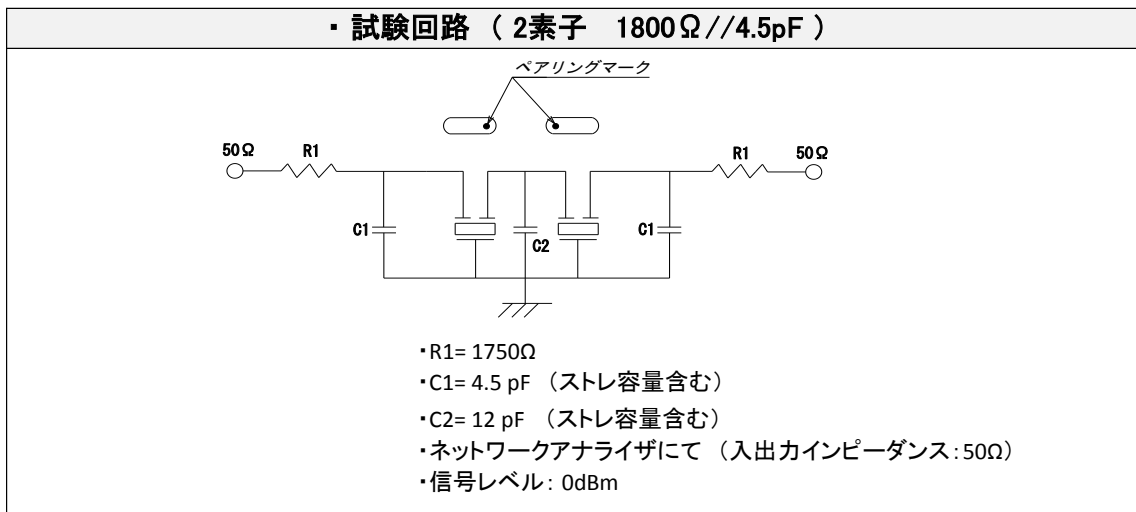 ・試験回路 ( 2素子 1800Ω//4.5pF )
ペアリングマーク
50Ω R1 R1 50Ω
C1 C2 C1
・R1= 1750Ω
・C1= 4.5 pF (ストレ容量含む)
・C2= 12 pF (ストレ容量含む)
・ネットワークアナライザにて (入出力インピーダンス:50Ω)
・信号レベル: 0dBm